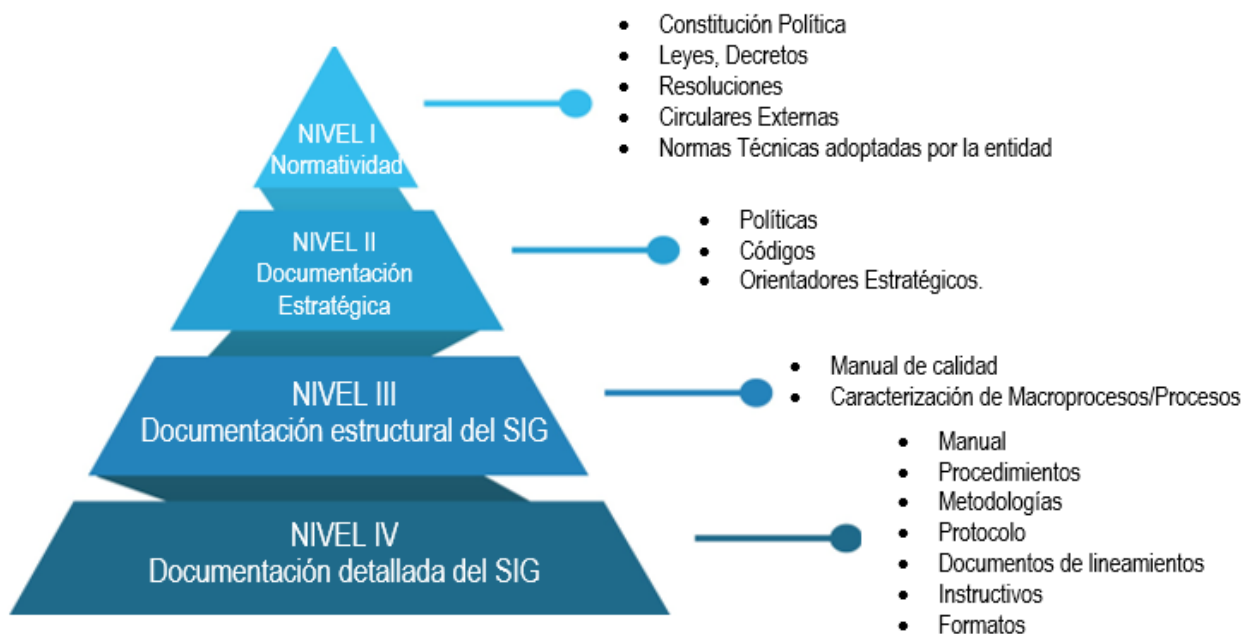 NIVEL I
Normatividad
• Constitución Política
• Leyes, Decretos
• Resoluciones
• Circulares Externas
• Normas Técnicas adoptadas por la entidad
NIVEL II
Documentación
Estratégica
• Políticas
• Códigos
• Orientadores Estratégicos.
NIVEL III
Documentación estructural del SIG
• Manual de calidad
• Caracterización de Macroprocesos/Procesos
NIVEL IV
Documentación detallada del SIG
• Manual
• Procedimientos
• Metodologías
• Protocolo
• Documentos de lineamientos
• Instructivos
• Formatos